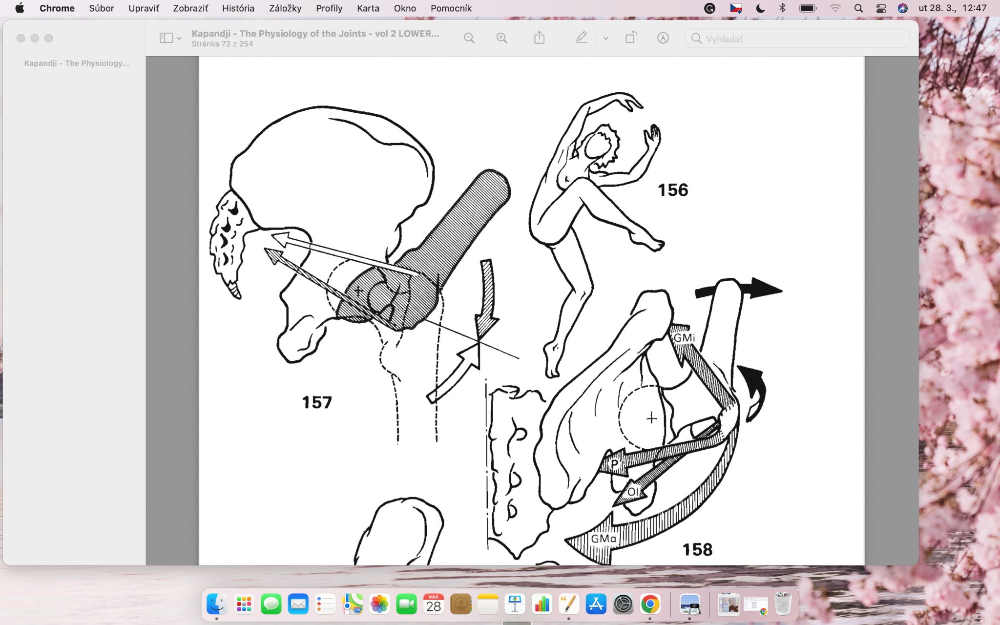 Chrome Súbor Upraviť Zobraziť História Záložky Profily Karta Okno Pomocník ut 28. 3., 12:47
Kapandji - The Physiology of the Joints - vol 2 LOWER...
Stránka 72 z 254
Vyhľadať
Kapandji - The Physiology...
156
GMi
157
P
OI
GMa
158
MAR
28
280